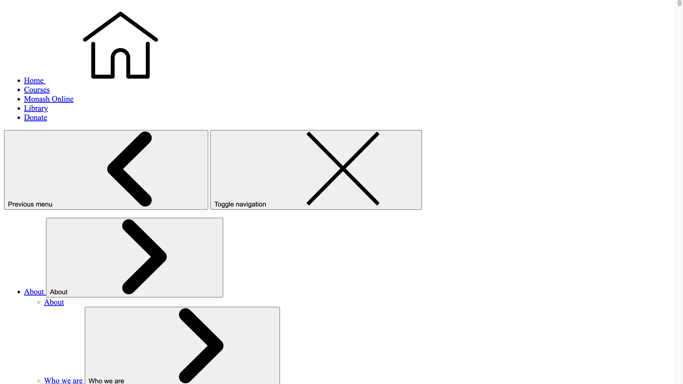 Home
Courses
Monash Online
Library
Donate
Previous menu
Toggle navigation
About
About
About
Who we are
Who we are